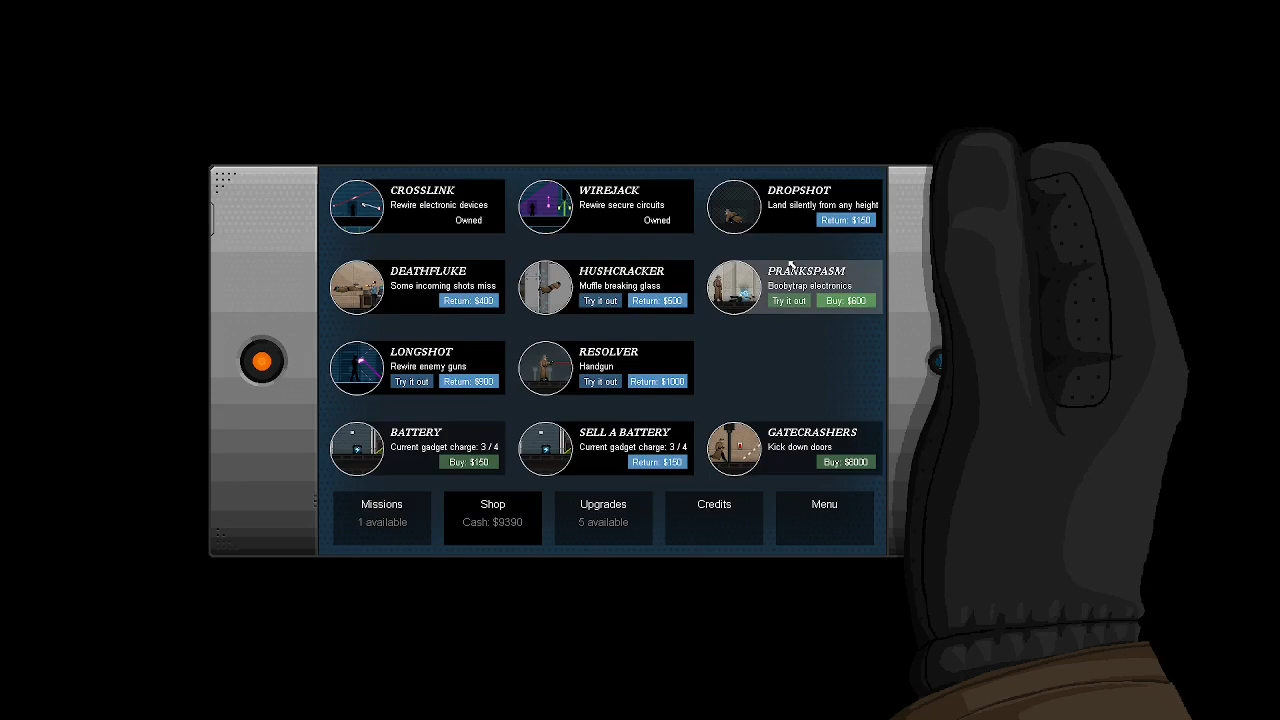 CROSSLINK
Rewire electronic devices
Owned
WIREJACK
Rewire secure circuits
Owned
DROPSHOT
Land silently from any height
Return: $150
DEATHFLUKE
Some incoming shots miss
Return: $400
HUSHCRACKER
Muffle breaking glass
Try it out
Return: $500
PRANKSPASM
Boobytrap electronics
Try it out
Buy: $600
LONGSHOT
Rewire enemy guns
Try it out
Return: $900
RESOLVER
Handgun
Try it out
Return: $1000
BATTERY
Current gadget charge: 3 / 4
Buy: $150
SELL A BATTERY
Current gadget charge: 3 / 4
Return: $150
GATECRASHERS
Kick down doors
Buy: $8000
Missions
1 available
Shop
Cash: $9390
Upgrades
5 available
Credits
Menu